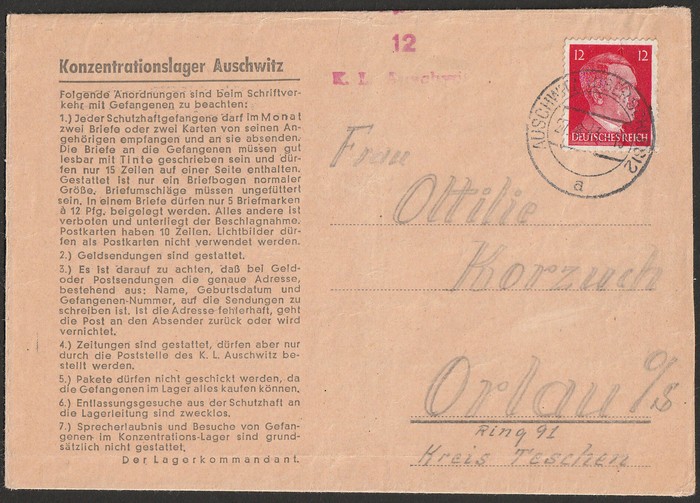 Konzentrationslager Auschwitz
Folgende Anordnungen sind beim Schriftver-
kehr mit Gefangenen zu beachten:
1.) Jeder Schutzhaftgefangene darf im Monat
zwei Briefe oder zwei Karten von seinen An-
gehörigen empfangen und an sie absenden.
Die Briefe an die Gefangenen müssen gut
lesbar mit Tinte geschrieben sein und dür-
fen nur 15 Zeilen auf einer Seite enthalten.
Gestattet ist nur ein Briefbogen normaler
Größe. Briefumschläge müssen ungefüttert
sein. In einem Briefe dürfen nur 5 Briefmarken
à 12 Pfg. beigelegt werden. Alles andere ist
verboten und unterliegt der Beschlagnahme.
Postkarten haben 10 Zeilen. Lichtbilder dür-
fen als Postkarten nicht verwendet werden.
2.) Geldsendungen sind gestattet.
3.) Es ist darauf zu achten, daß bei Geld-
oder Postsendungen die genaue Adresse,
bestehend aus: Name, Geburtsdatum und
Gefangenen-Nummer, auf die Sendungen zu
schreiben ist. Ist die Adresse fehlerhaft, geht
die Post an den Absender zurück oder wird
vernichtet.
4.) Zeitungen sind gestattet, dürfen aber nur
durch die Poststelle des K. L. Auschwitz be-
stellt werden.
5.) Pakete dürfen nicht geschickt werden, da
die Gefangenen im Lager alles kaufen können.
6.) Entlassungsgesuche aus der Schutzhaft an
die Lagerleitung sind zwecklos.
7.) Sprecherlaubnis und Besuche von Gefan-
genen im Konzentrations-Lager sind grund-
sätzlich nicht gestattet.
Der Lagerkommandant.
12
K. L. Auschwitz
12 12
DEUTSCHES REICH
a
Frau
Ottilie
Korzuch
Orlau O/S
Ring 91
Kreis Teschen